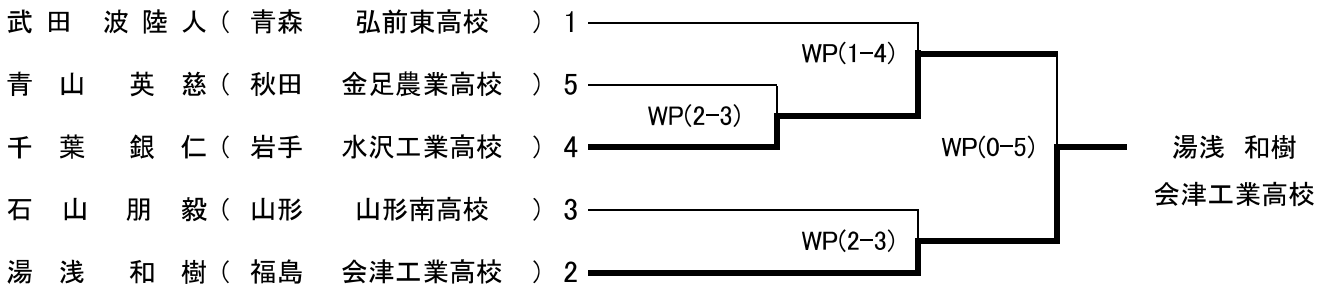 武田 波陸人（ 青森 弘前東高校 ）1
WP(1-4)
青山 英慈（ 秋田 金足農業高校 ）5
WP(2-3)
千葉 銀仁（ 岩手 水沢工業高校 ）4
WP(0-5)
湯浅 和樹
会津工業高校
石山 朋毅（ 山形 山形南高校 ）3
WP(2-3)
湯浅 和樹（ 福島 会津工業高校 ）2